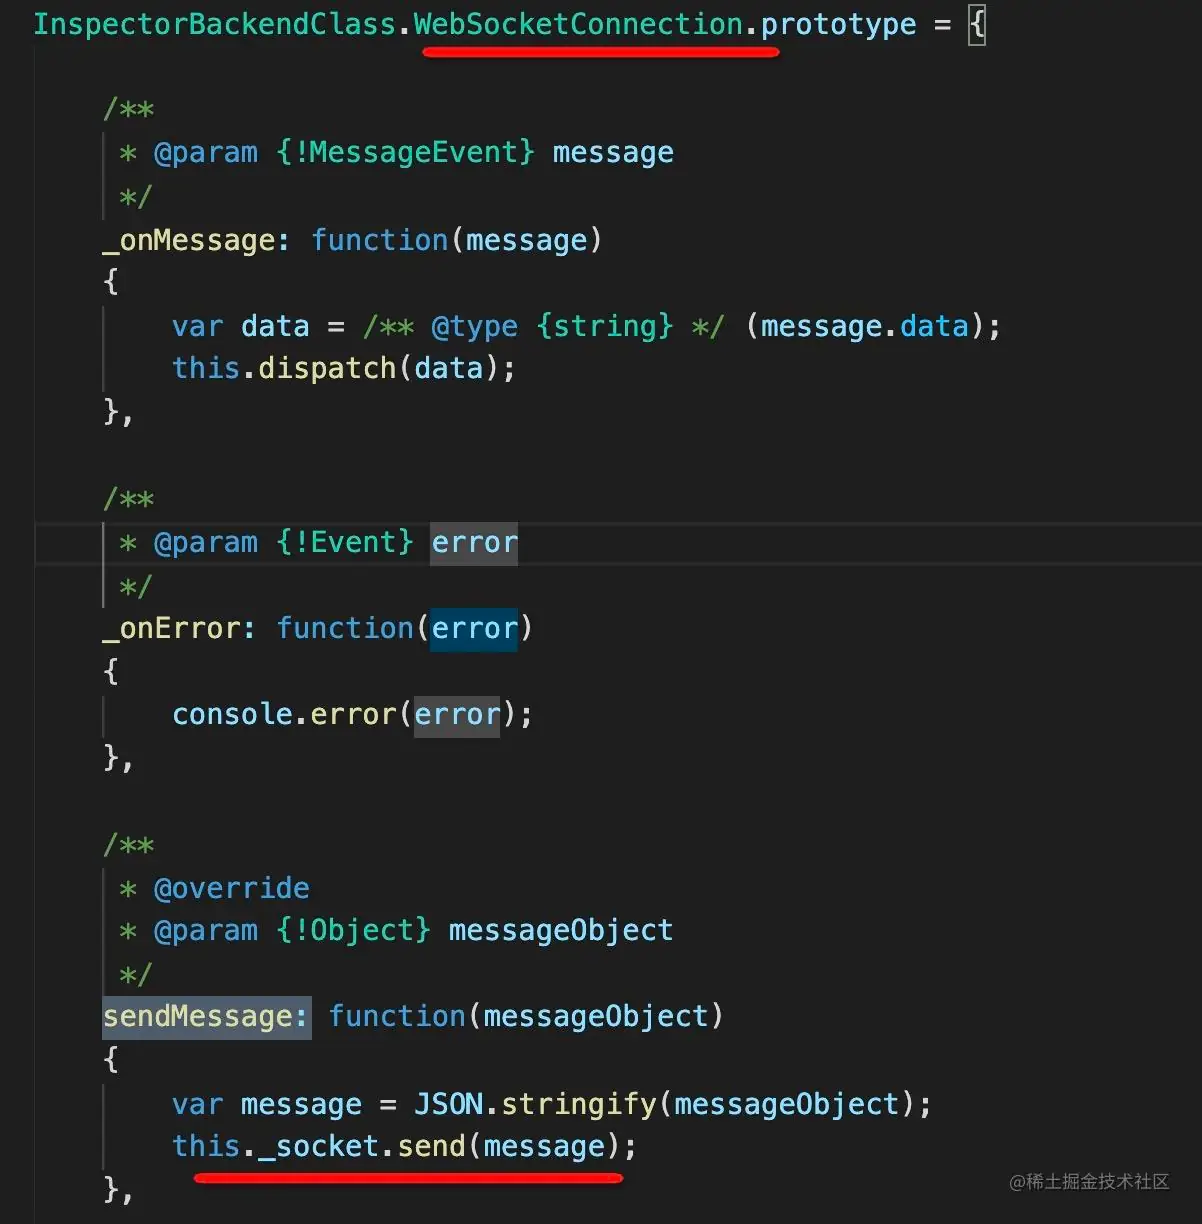 InspectorBackendClass.WebSocketConnection.prototype = {
/**
* @param {!MessageEvent} message
*/
_onMessage: function(message)
{
var data = /** @type {string} */ (message.data);
this.dispatch(data);
},
/**
* @param {!Event} error
*/
_onError: function(error)
{
console.error(error);
},
/**
* @override
* @param {!Object} messageObject
*/
sendMessage: function(messageObject)
{
var message = JSON.stringify(messageObject);
this._socket.send(message);
},
@稀土掘金技术社区